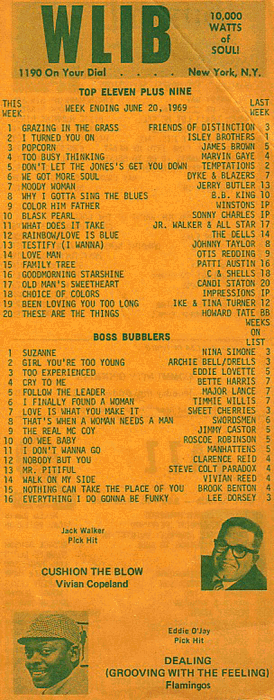 WLIB
10,000
WATTS
of
SOUL!
1190 On Your Dial . . . . New York, N.Y.
TOP ELEVEN PLUS NINE
THIS WEEK WEEK ENDING JUNE 20, 1969 LAST WEEK
1 GRAZING IN THE GRASS FRIENDS OF DISTINCTION 4
2 I TURNED YOU ON ISLEY BROTHERS 1
3 POPCORN JAMES BROWN 5
4 TOO BUSY THINKING MARVIN GAYE 4
5 DON'T LET THE JONES'S GET YOU DOWN TEMPTATIONS 2
6 WE GOT MORE SOUL DYKE & BLAZERS 7
7 MOODY WOMAN JERRY BUTLER 13
8 WHY I GOTTA SING THE BLUES B.B. KING 10
9 COLOR HIM FATHER WINSTONS IP
10 BLASK PEARL SONNY CHARLES IP
11 WHAT DOES IT TAKE JR. WALKER & ALL STAR 17
12 RAINBOW/LOVE IS BLUE THE DELLS 14
13 TESTIFY (I WANNA) JOHNNY TAYLOR 8
14 LOVE MAN OTIS REDDING 9
15 FAMILY TREE PATTI AUSTIN 16
16 GOODMORNING STARSHINE C & SHELLS 18
17 OLD MAN'S SWEETHEART CANDI STATON 20
18 CHOICE OF COLORS IMPRESSIONS IT
19 BEEN LOVING YOU TOO LONG IKE & TINA TURNER 12
20 THESE ARE THE THINGS HOWARD TATE BB
WEEKS
ON
LIST
BOSS BUBBLERS
1 SUZANNE NINA SIMONE 3
2 GIRL YOU'RE TOO YOUNG ARCHIE BELL/DRELLS 3
3 TOO EXPERIENCED EDDIE LOVETTE 5
4 CRY TO ME BETTE HARRIS 7
5 FOLLOW THE LEADER MAJOR LANCE 7
6 I FINALLY FOUND A WOMAN TIMMIE WILLIS 7
7 LOVE IS WHAT YOU MAKE IT SWEET CHERRIES 3
8 THAT'S WHEN A WOMAN NEEDS A MAN SWORDSMEN 6
9 THE REAL MC COY JIMMY CASTOR 5
10 OO WEE BABY ROSCOE ROBINSON 5
11 I DON'T WANNA GO MANHATTENS 5
12 NOBODY BUT YOU CLARENCE REID 4
13 MR. PITIFUL STEVE COLT PARADOX 4
14 WALK ON MY SIDE VIVIAN REED 4
15 NOTHING CAN TAKE THE PLACE OF YOU BROOK BENTON 4
16 EVERYTHING I DO GONNA BE FUNKY LEE DORSEY 3
Jack Walker
Pick Hit
CUSHION THE BLOW
Vivian Copeland
Eddie O'Jay
Pick Hit
DEALING
(GROOVING WITH THE FEELING)
Flamingos